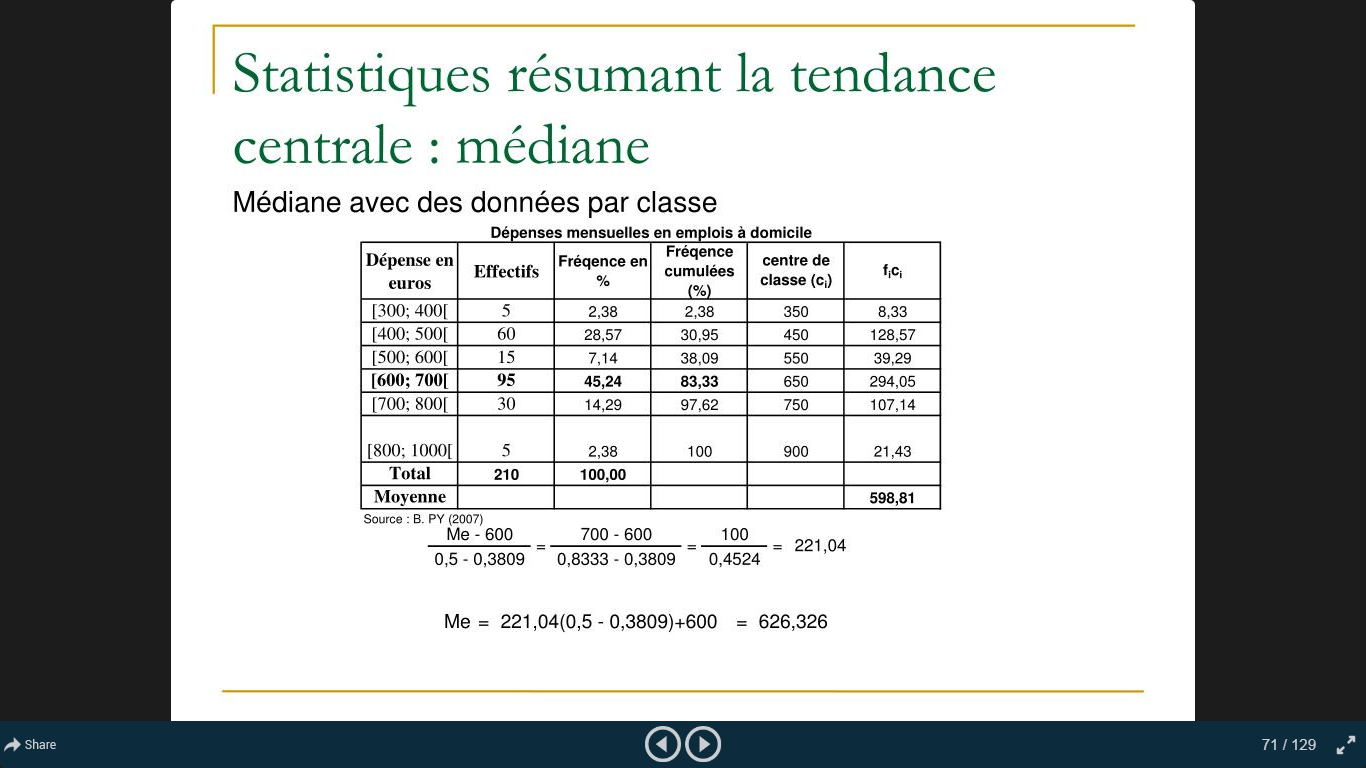 Statistiques résumant la tendance
centrale : médiane
Médiane avec des données par classe
Dépenses mensuelles en emplois à domicile
Dépense en euros Effectifs Fréqence en % Fréqence cumulées (%) centre de classe (ci) fici
[300; 400[ 5 2,38 2,38 350 8,33
[400; 500[ 60 28,57 30,95 450 128,57
[500; 600[ 15 7,14 38,09 550 39,29
[600; 700[ 95 45,24 83,33 650 294,05
[700; 800[ 30 14,29 97,62 750 107,14
[800; 1000[ 5 2,38 100 900 21,43
Total 210 100,00
Moyenne 598,81
Source : B. PY (2007)
Me - 600 700 - 600 100
= = = 221,04
0,5 - 0,3809 0,8333 - 0,3809 0,4524
Me = 221,04(0,5 - 0,3809)+600 = 626,326
Share 71 / 129